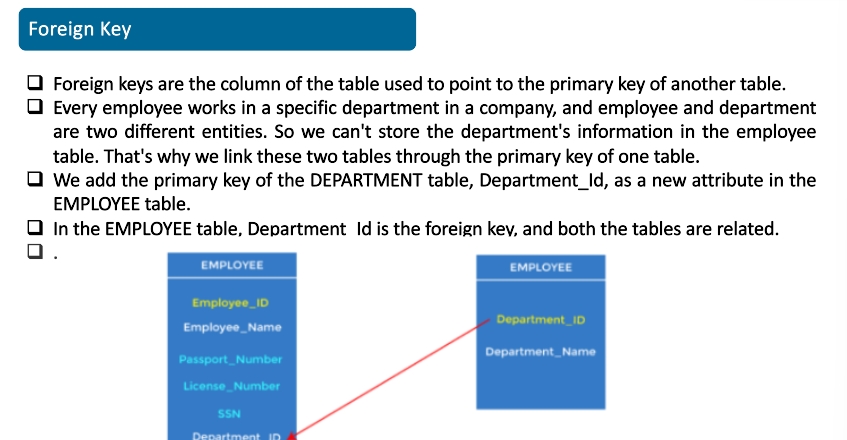 Foreign Key
❑ Foreign keys are the column of the table used to point to the primary key of another table.
❑ Every employee works in a specific department in a company, and employee and department
are two different entities. So we can't store the department's information in the employee
table. That's why we link these two tables through the primary key of one table.
❑ We add the primary key of the DEPARTMENT table, Department_Id, as a new attribute in the
EMPLOYEE table.
❑ In the EMPLOYEE table, Department_Id is the foreign key, and both the tables are related.
❑ .
EMPLOYEE
Employee_ID
Employee_Name
Passport_Number
License_Number
SSN
Department_ID
EMPLOYEE
Department_ID
Department_Name